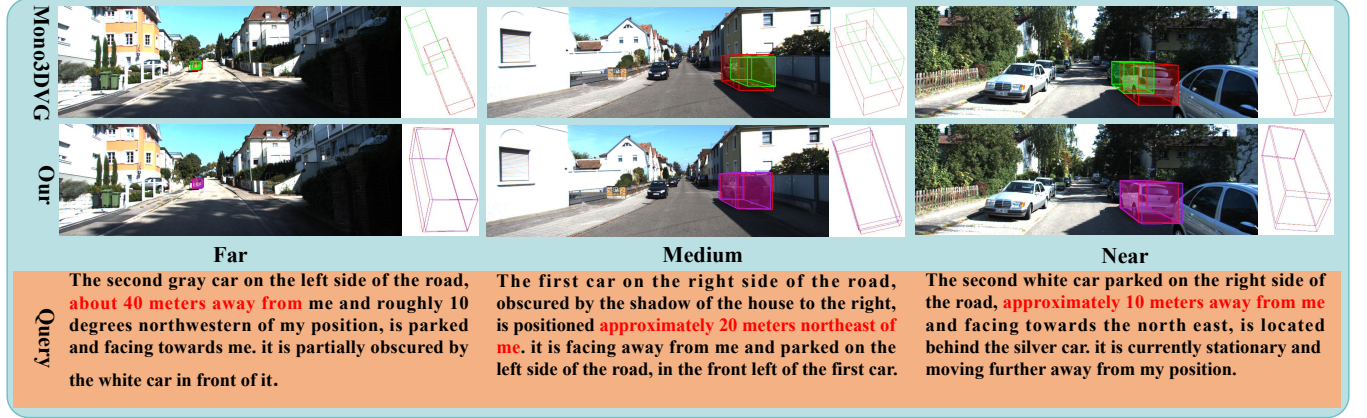 Mono3DVG
Our
Far
Medium
Near
Query
The second gray car on the left side of the road,
about 40 meters away from me and roughly 10
degrees northwestern of my position, is parked
and facing towards me. it is partially obscured by
the white car in front of it.
The first car on the right side of the road,
obscured by the shadow of the house to the right,
is positioned approximately 20 meters northeast of
me. it is facing away from me and parked on the
left side of the road, in the front left of the first car.
The second white car parked on the right side of
the road, approximately 10 meters away from me
and facing towards the north east, is located
behind the silver car. it is currently stationary and
moving further away from my position.